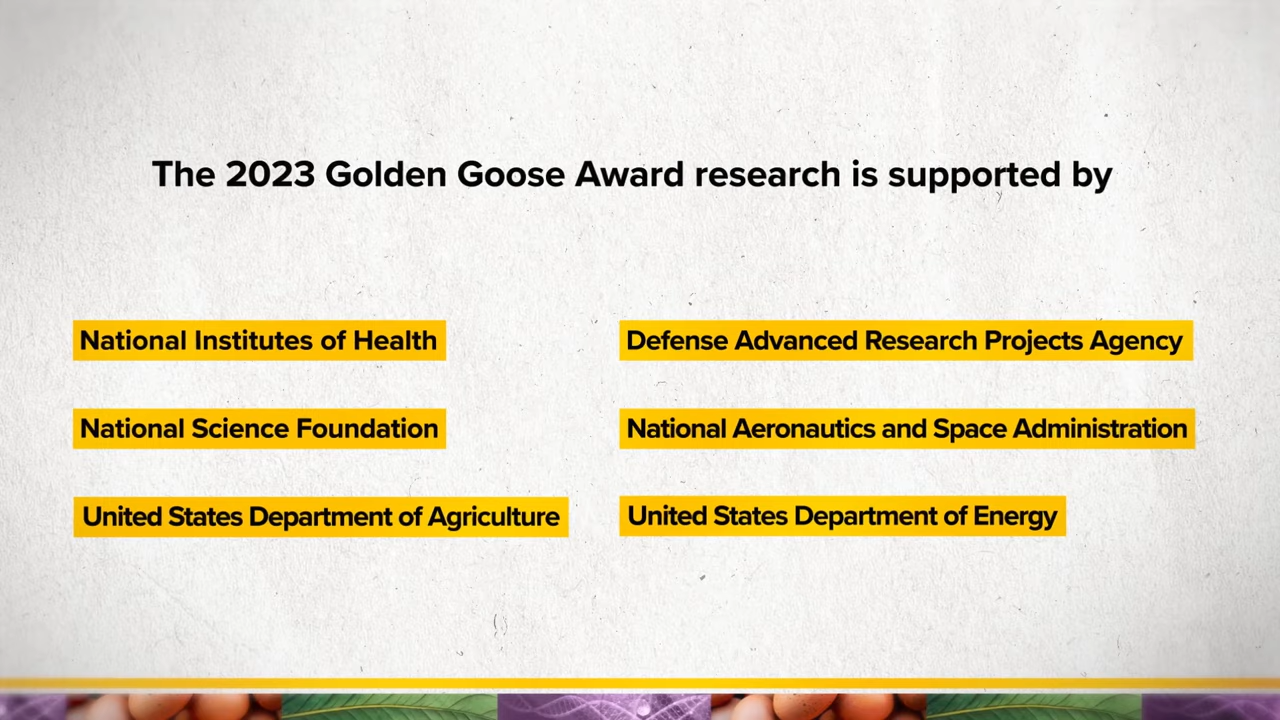 The 2023 Golden Goose Award research is supported by
National Institutes of Health
National Science Foundation
United States Department of Agriculture
Defense Advanced Research Projects Agency
National Aeronautics and Space Administration
United States Department of Energy